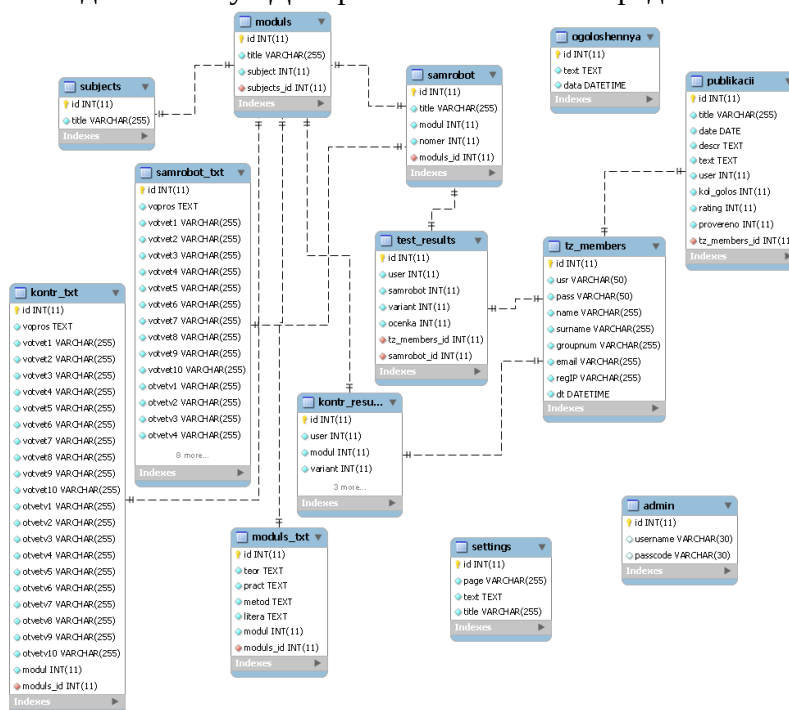 moduls
id INT(11)
title VARCHAR(255)
subject INT(11)
subjects_id INT(11)
Indexes
subjects
id INT(11)
title VARCHAR(255)
Indexes
samrobot
id INT(11)
title VARCHAR(255)
modul INT(11)
nomer INT(11)
moduls_id INT(11)
Indexes
ogoloshennya
id INT(11)
text TEXT
data DATETIME
Indexes
publikacii
id INT(11)
title VARCHAR(255)
date DATE
descr TEXT
text TEXT
user INT(11)
kol_golos INT(11)
rating INT(11)
provereno INT(11)
tz_members_id INT(11
Indexes
samrobot_txt
id INT(11)
vopros TEXT
votvet1 VARCHAR(255)
votvet2 VARCHAR(255)
votvet3 VARCHAR(255)
votvet4 VARCHAR(255)
votvet5 VARCHAR(255)
votvet6 VARCHAR(255)
votvet7 VARCHAR(255)
votvet8 VARCHAR(255)
votvet9 VARCHAR(255)
votvet10 VARCHAR(255)
otvetv1 VARCHAR(255)
otvetv2 VARCHAR(255)
otvetv3 VARCHAR(255)
otvetv4 VARCHAR(255)
8 more...
Indexes
test_results
id INT(11)
user INT(11)
samrobot INT(11)
variant INT(11)
ocenka INT(11)
tz_members_id INT(11)
samrobot_id INT(11)
Indexes
tz_members
id INT(11)
usr VARCHAR(50)
pass VARCHAR(50)
name VARCHAR(255)
surname VARCHAR(255)
groupnum VARCHAR(255)
email VARCHAR(255)
regIP VARCHAR(255)
dt DATETIME
Indexes
kontr_txt
id INT(11)
vopros TEXT
votvet1 VARCHAR(255)
votvet2 VARCHAR(255)
votvet3 VARCHAR(255)
votvet4 VARCHAR(255)
votvet5 VARCHAR(255)
votvet6 VARCHAR(255)
votvet7 VARCHAR(255)
votvet8 VARCHAR(255)
votvet9 VARCHAR(255)
votvet10 VARCHAR(255)
otvetv1 VARCHAR(255)
otvetv2 VARCHAR(255)
otvetv3 VARCHAR(255)
otvetv4 VARCHAR(255)
otvetv5 VARCHAR(255)
otvetv6 VARCHAR(255)
otvetv7 VARCHAR(255)
otvetv8 VARCHAR(255)
otvetv9 VARCHAR(255)
otvetv10 VARCHAR(255)
modul INT(11)
moduls_id INT(11)
Indexes
kontr_resu...
id INT(11)
user INT(11)
modul INT(11)
variant INT(11)
3 more...
Indexes
moduls_txt
id INT(11)
teor TEXT
pract TEXT
metod TEXT
litera TEXT
modul INT(11)
moduls_id INT(11)
Indexes
settings
id INT(11)
page VARCHAR(255)
text TEXT
title VARCHAR(255)
Indexes
admin
id INT(11)
username VARCHAR(30)
passcode VARCHAR(30)
Indexes